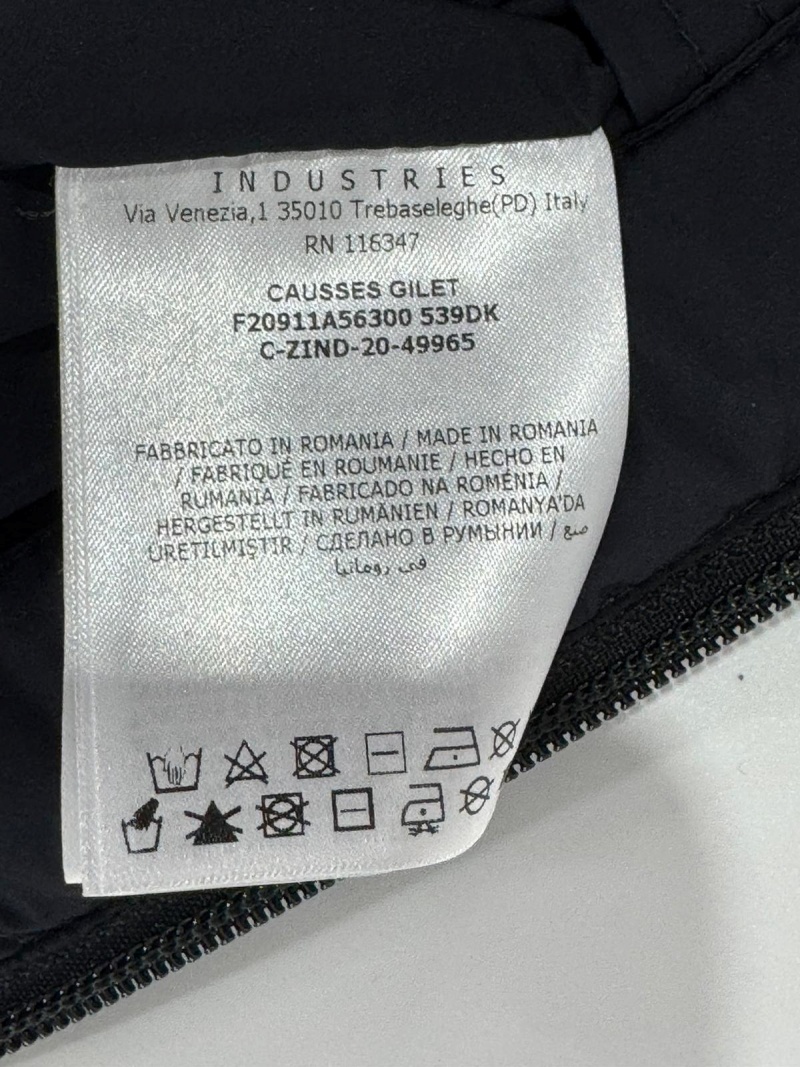 INDUSTRIES
Via Venezia,1 35010 Trebaseleghe(PD) Italy
RN 116347
CAUSSES GILET
F20911A56300 539DK
C-ZIND-20-49965
FABBRICATO IN ROMANIA / MADE IN ROMANIA
/ FABRIQUÉ EN ROUMANIE / HECHO EN
RUMANIA / FABRICADO NA ROMÉNIA /
HERGESTELLT IN RUMÄNIEN / ROMANYA'DA
ÜRETILMIŞTIR / СДЕЛАНО В РУМЫНИИ / صنع
في رومانيا